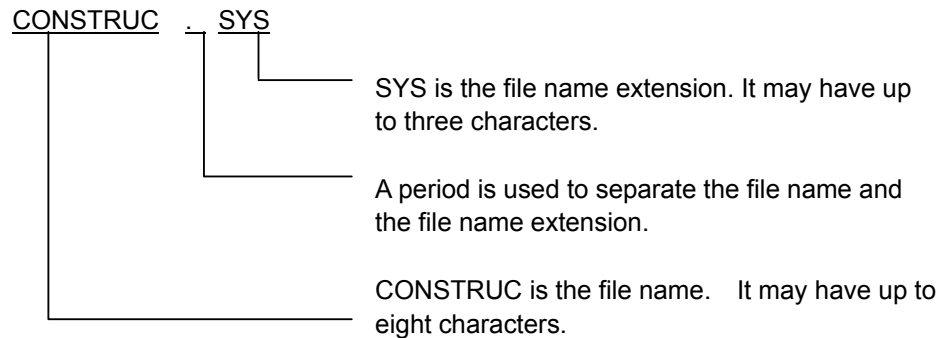 CONSTRUC . SYS
SYS is the file name extension. It may have up
to three characters.
A period is used to separate the file name and
the file name extension.
CONSTRUC is the file name. It may have up to
eight characters.